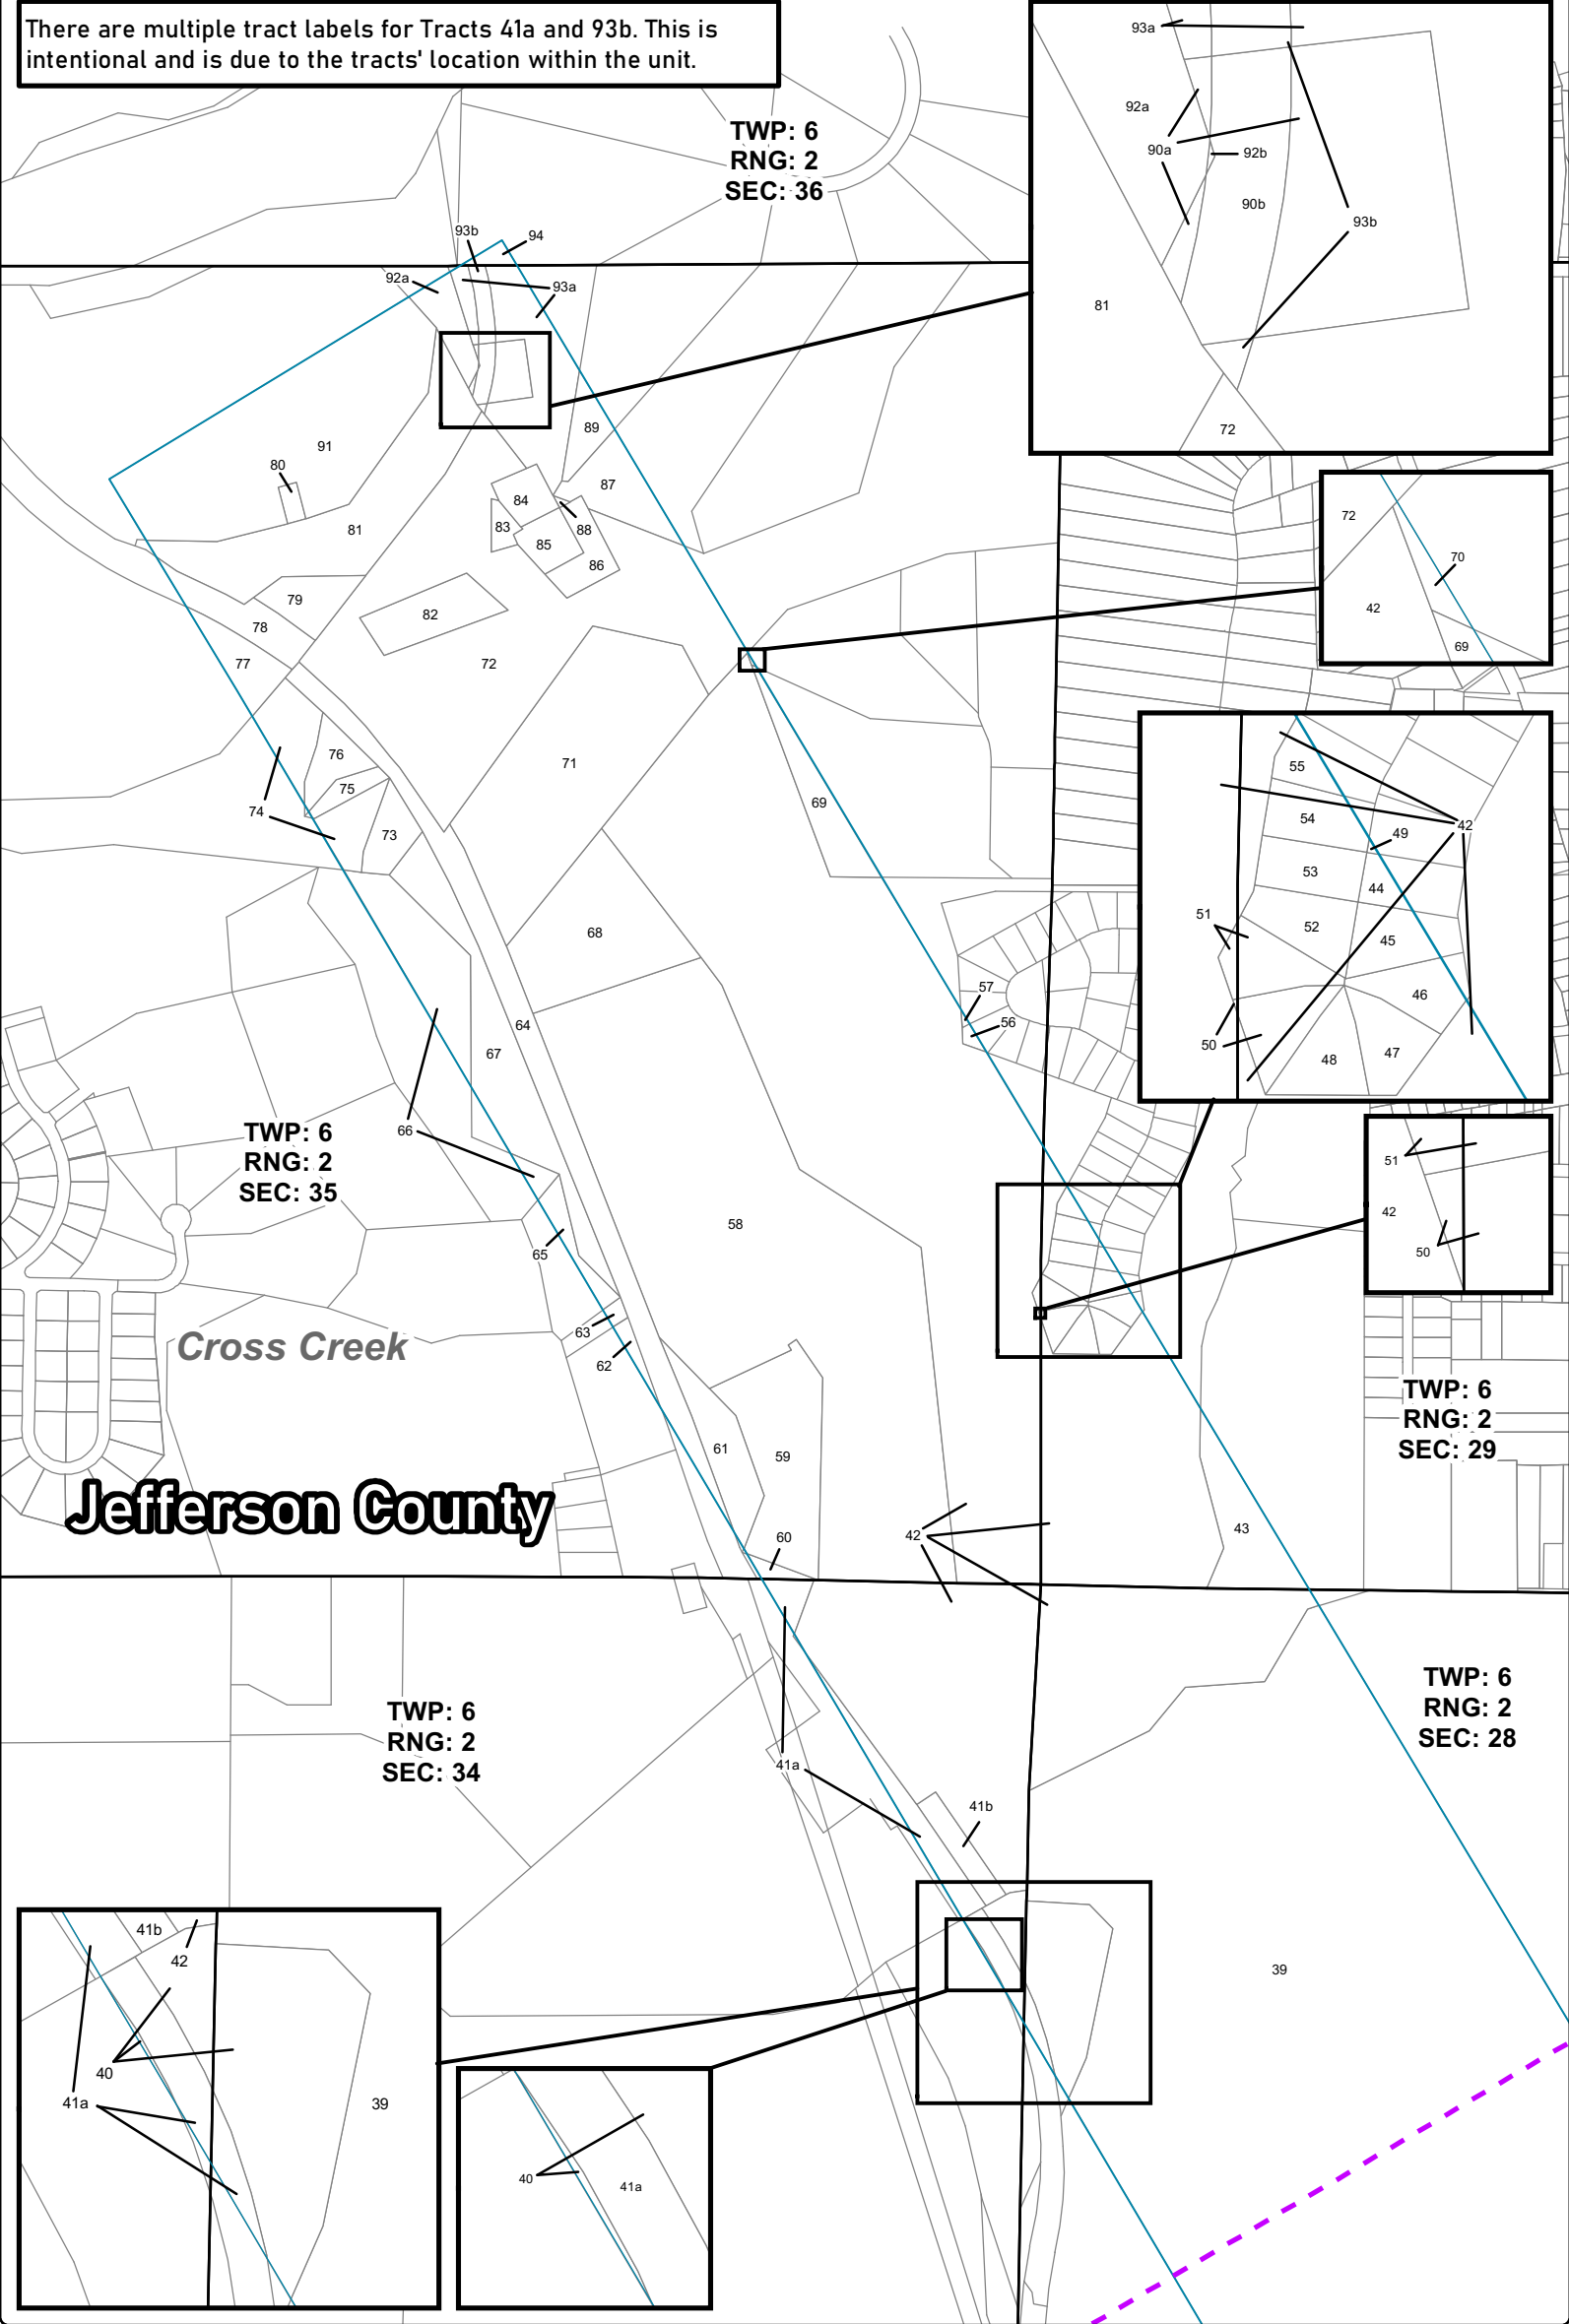 There are multiple tract labels for Tracts 41a and 93b. This is
intentional and is due to the tracts' location within the unit.
TWP: 6
RNG: 2
SEC: 36
93a
92a
90a
92b
90b
93b
81
72
93b
94
92a
93a
91
80
81
89
87
84
83
88
85
86
79
78
82
77
72
72
70
42
69
76
75
74
73
71
69
55
54
42
49
53
44
51
52
45
46
50
48
47
68
57
56
64
67
66
TWP: 6
RNG: 2
SEC: 35
58
65
63
62
51
42
50
Cross Creek
TWP: 6
RNG: 2
SEC: 29
61
59
Jefferson County
60
42
43
TWP: 6
RNG: 2
SEC: 34
TWP: 6
RNG: 2
SEC: 28
41a
41b
39
41b
42
40
41a
39
40
41a